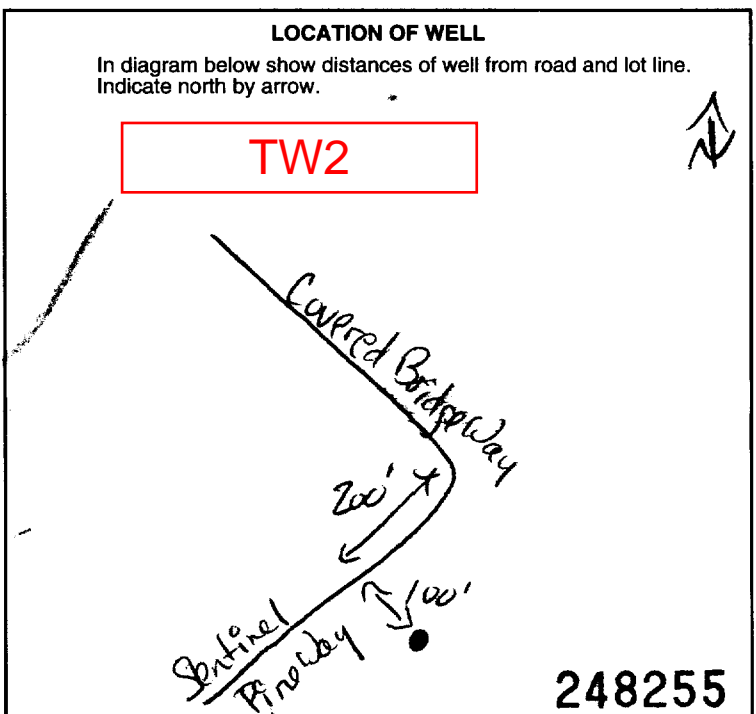 LOCATION OF WELL
In diagram below show distances of well from road and lot line.
Indicate north by arrow.
TW2
Covered Bridge Way
200'
100'
Sentinel
Pine Way
248255